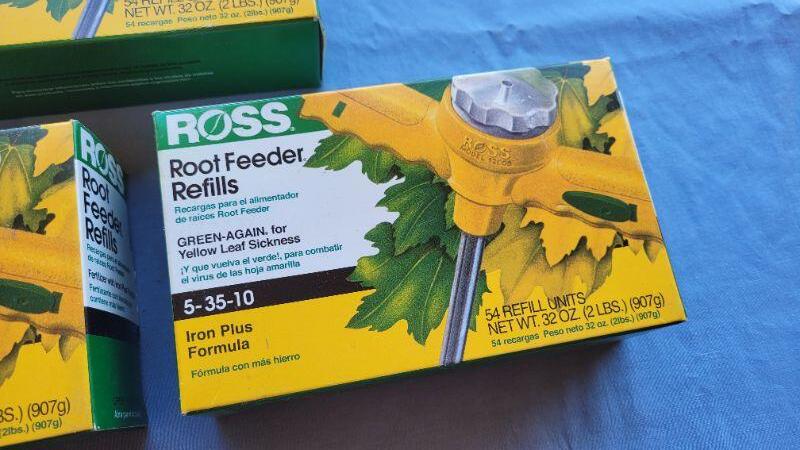 54 REFILL UNITS
NET WT. 32 OZ. (2 LBS.) (907g)
54 recargas Peso neto 32 oz. (2lbs.) (907g)
ROSS
Root
Feeder
Refills
BS.) (907g)
(2lbs.) (907g)
ROSS®
Root Feeder®
Refills
Recargas para el alimentador
de raíces Root Feeder
GREEN-AGAIN® for
Yellow Leaf Sickness
¡Y que vuelva el verde!, para combatir
el virus de las hoja amarilla
5-35-10
Iron Plus
Formula
Fórmula con más hierro
ROSS
54 REFILL UNITS
NET WT. 32 OZ. (2 LBS.) (907g)
54 recargas Peso neto 32 oz. (2lbs.) (907g)